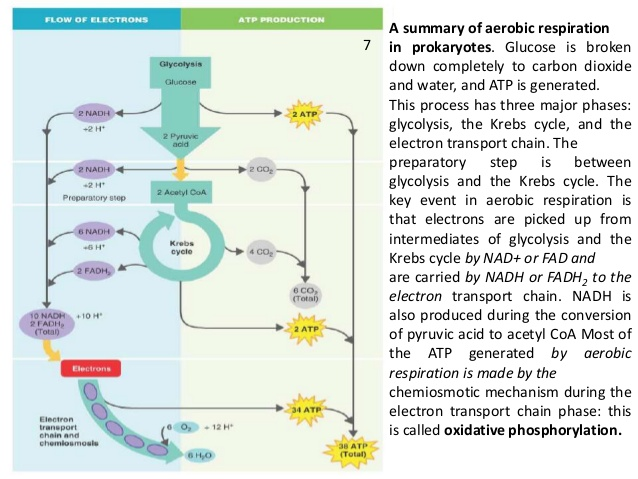 FLOW OF ELECTRONS
ATP PRODUCTION
7
Glycolysis
Glucose
2 NADH
+2 H+
2 ATP
2 Pyruvic
acid
2 NADH
+2 H+
Preparatory step
2 CO2
2 Acetyl CoA
6 NADH
+6 H+
Krebs
cycle
4 CO2
2 FADH2
6 CO2
(Total)
10 NADH
2 FADH2
(Total)
+10 H+
2 ATP
Electrons
34 ATP
Electron
transport
chain and
chemiosmosis
6 O2 + 12 H+
6 H2O
38 ATP
(Total)
A summary of aerobic respiration
in prokaryotes. Glucose is broken
down completely to carbon dioxide
and water, and ATP is generated.
This process has three major phases:
glycolysis, the Krebs cycle, and the
electron transport chain. The
preparatory step is between
glycolysis and the Krebs cycle. The
key event in aerobic respiration is
that electrons are picked up from
intermediates of glycolysis and the
Krebs cycle by NAD+ or FAD and
are carried by NADH or FADH2 to the
electron transport chain. NADH is
also produced during the conversion
of pyruvic acid to acetyl CoA Most of
the ATP generated by aerobic
respiration is made by the
chemiosmotic mechanism during the
electron transport chain phase: this
is called oxidative phosphorylation.